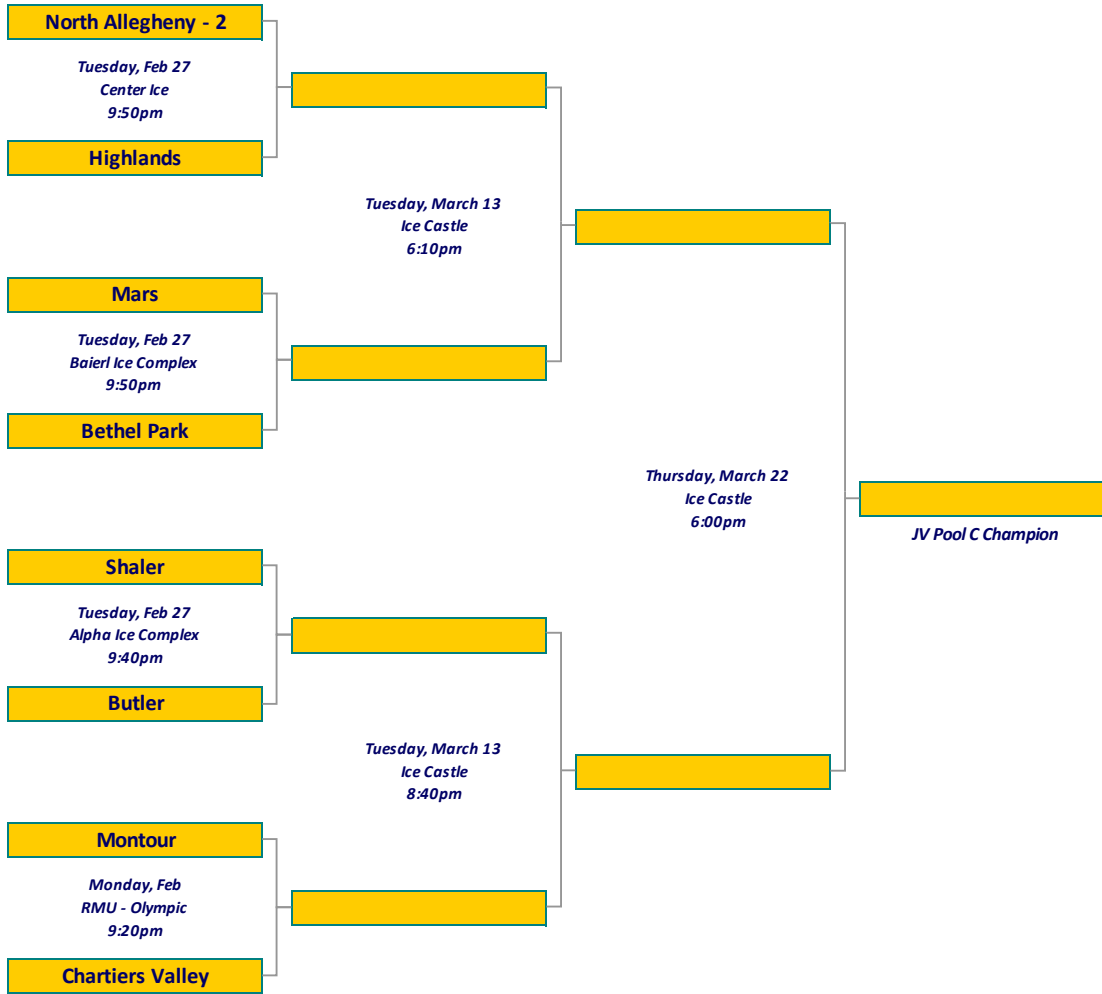 North Allegheny - 2
Tuesday, Feb 27
Center Ice
9:50pm
Highlands
Tuesday, March 13
Ice Castle
6:10pm
Mars
Tuesday, Feb 27
Baierl Ice Complex
9:50pm
Bethel Park
Thursday, March 22
Ice Castle
6:00pm
JV Pool C Champion
Shaler
Tuesday, Feb 27
Alpha Ice Complex
9:40pm
Butler
Tuesday, March 13
Ice Castle
8:40pm
Montour
Monday, Feb
RMU - Olympic
9:20pm
Chartiers Valley